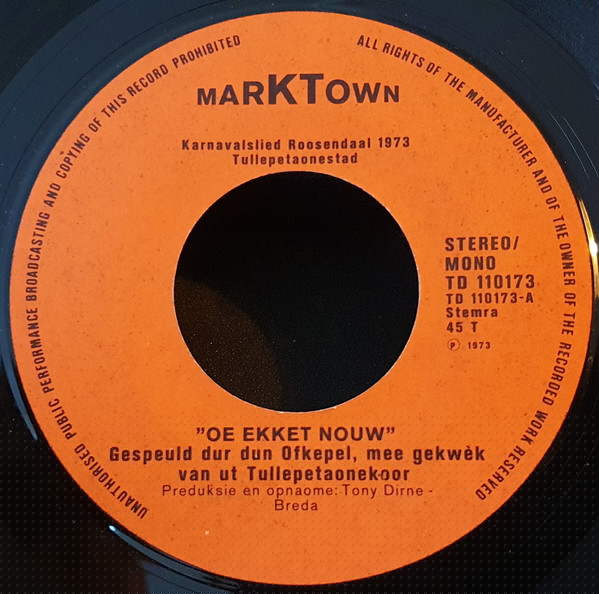 UNAUTHORISED PUBLIC PERFORMANCE BROADCASTING AND COPYING OF THIS RECORD PROHIBITED
ALL RIGHTS OF THE MANUFACTURER AND OF THE OWNER OF THE RECORDED WORK RESERVED
MARKTOWN
Karnavalslied Roosendaal 1973
Tullepetaonestad
STEREO/
MONO
TD 110173
TD 110173-A
Stemra
45 T
Ⓟ 1973
"OE EKKET NOUW"
Gespeuld dur dun Ofkepel, mee gekwèk
van ut Tullepetaonekoor
Preduksie en opnaome: Tony Dirne -
Breda